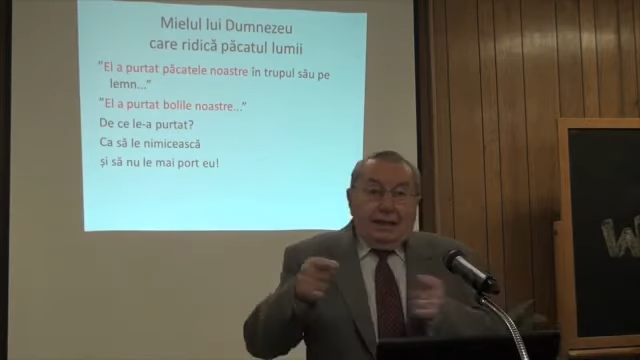 Mielul lui Dumnezeu
care ridică păcatul lumii
"El a purtat păcatele noastre în trupul său pe
lemn..."
"El a purtat bolile noastre..."
De ce le-a purtat?
Ca să le nimicească
și să nu le mai port eu!